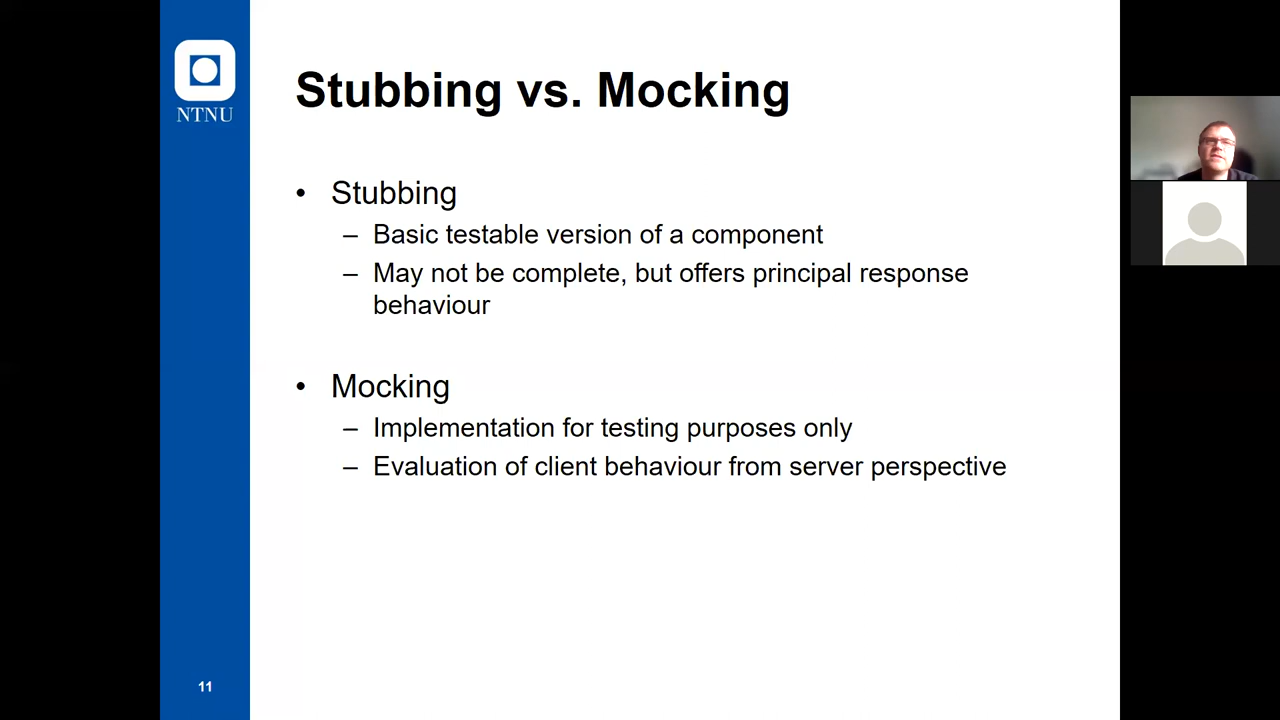 NTNU
Stubbing vs. Mocking
• Stubbing
– Basic testable version of a component
– May not be complete, but offers principal response
behaviour
• Mocking
– Implementation for testing purposes only
– Evaluation of client behaviour from server perspective
11